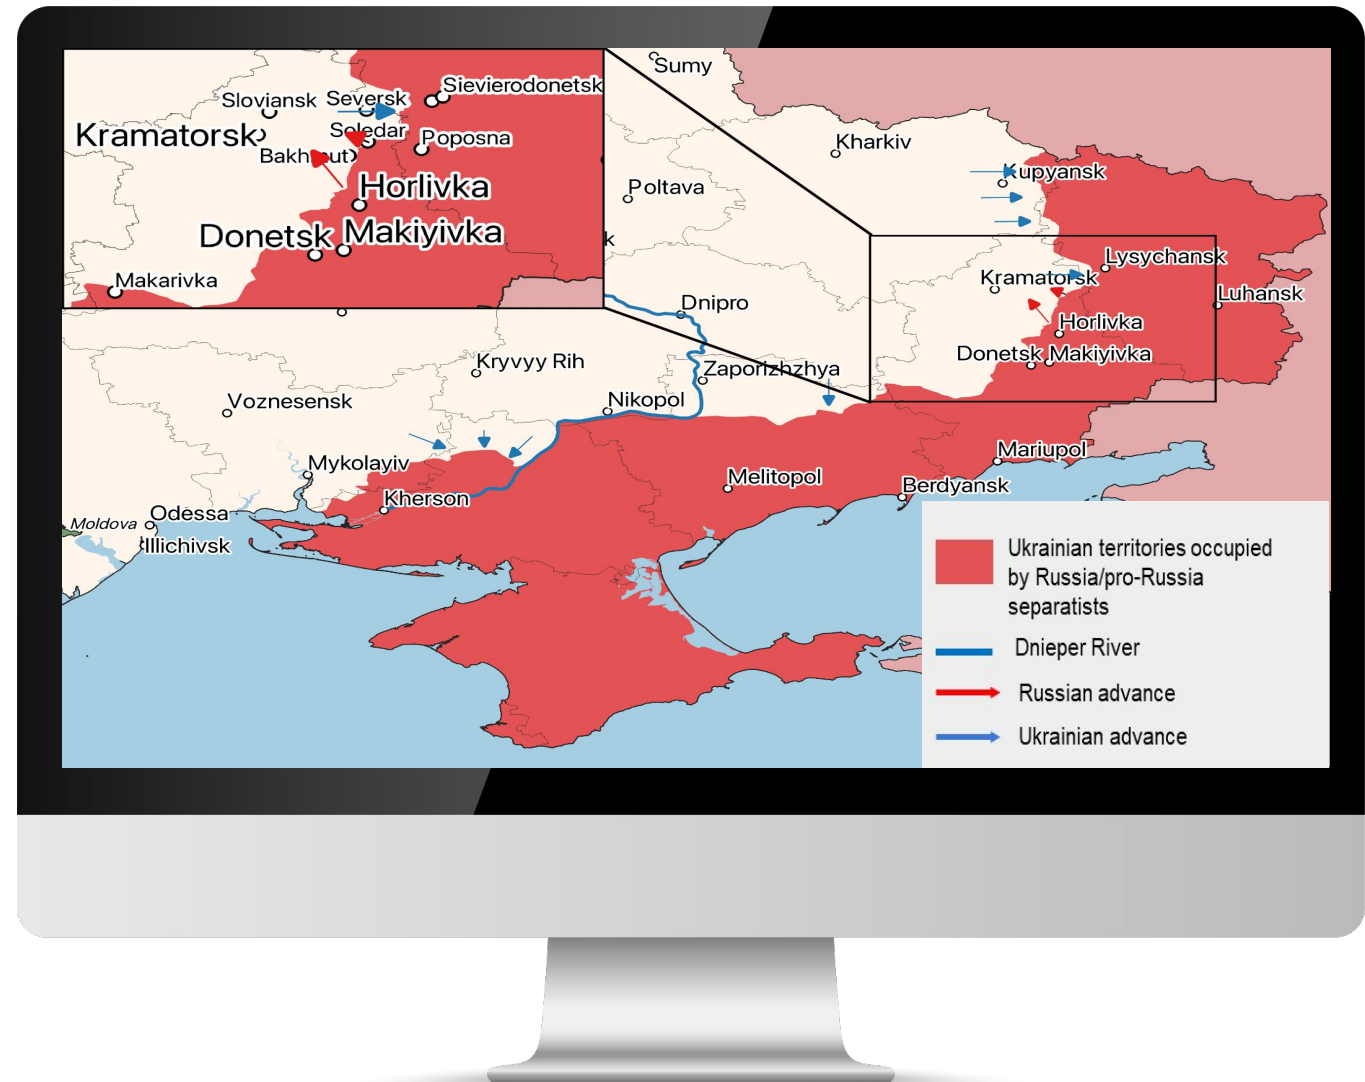 Sloviansk
Seversk
Sievierodonetsk
Kramatorsk
Soledar
Poposna
Bakhmut
Horlivka
Donetsk
Makiyivka
Makarivka
Sumy
Kharkiv
Kupyansk
Poltava
k
Lysychansk
Kramatorsk
Luhansk
Dnipro
Horlivka
Donetsk
Makiyivka
Kryvyy Rih
Zaporizhzhya
Voznesensk
Nikopol
Mariupol
Mykolayiv
Melitopol
Berdyansk
Kherson
Odessa
Moldova
Illichivsk
Ukrainian territories occupied
by Russia/pro-Russia
separatists
Dnieper River
Russian advance
Ukrainian advance